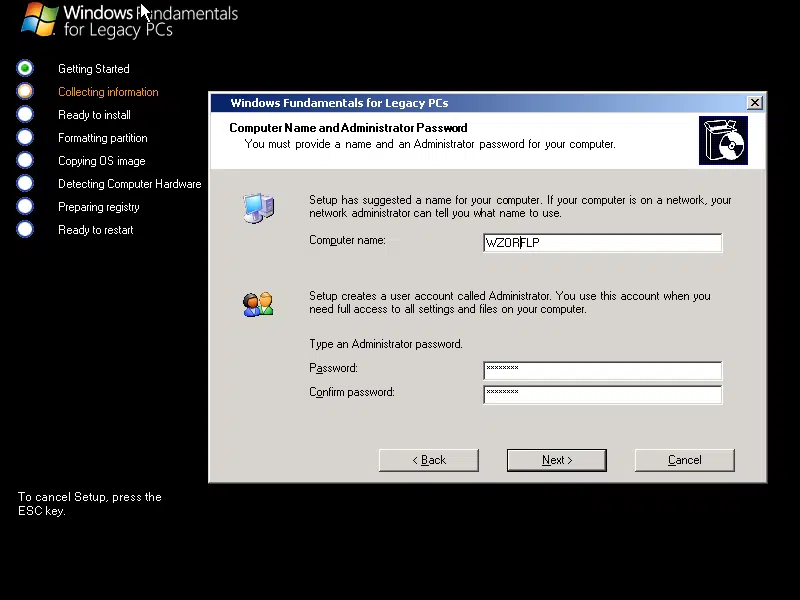 Windows Fundamentals
for Legacy PCs
Getting Started
Collecting information
Ready to install
Formatting partition
Copying OS image
Detecting Computer Hardware
Preparing registry
Ready to restart
Windows Fundamentals for Legacy PCs
Computer Name and Administrator Password
You must provide a name and an Administrator password for your computer.
Setup has suggested a name for your computer. If your computer is on a network, your
network administrator can tell you what name to use.
Computer name:
WZORFLP
Setup creates a user account called Administrator. You use this account when you
need full access to all settings and files on your computer.
Type an Administrator password.
Password:
********
Confirm password:
********
< Back
Next >
Cancel
To cancel Setup, press the
ESC key.